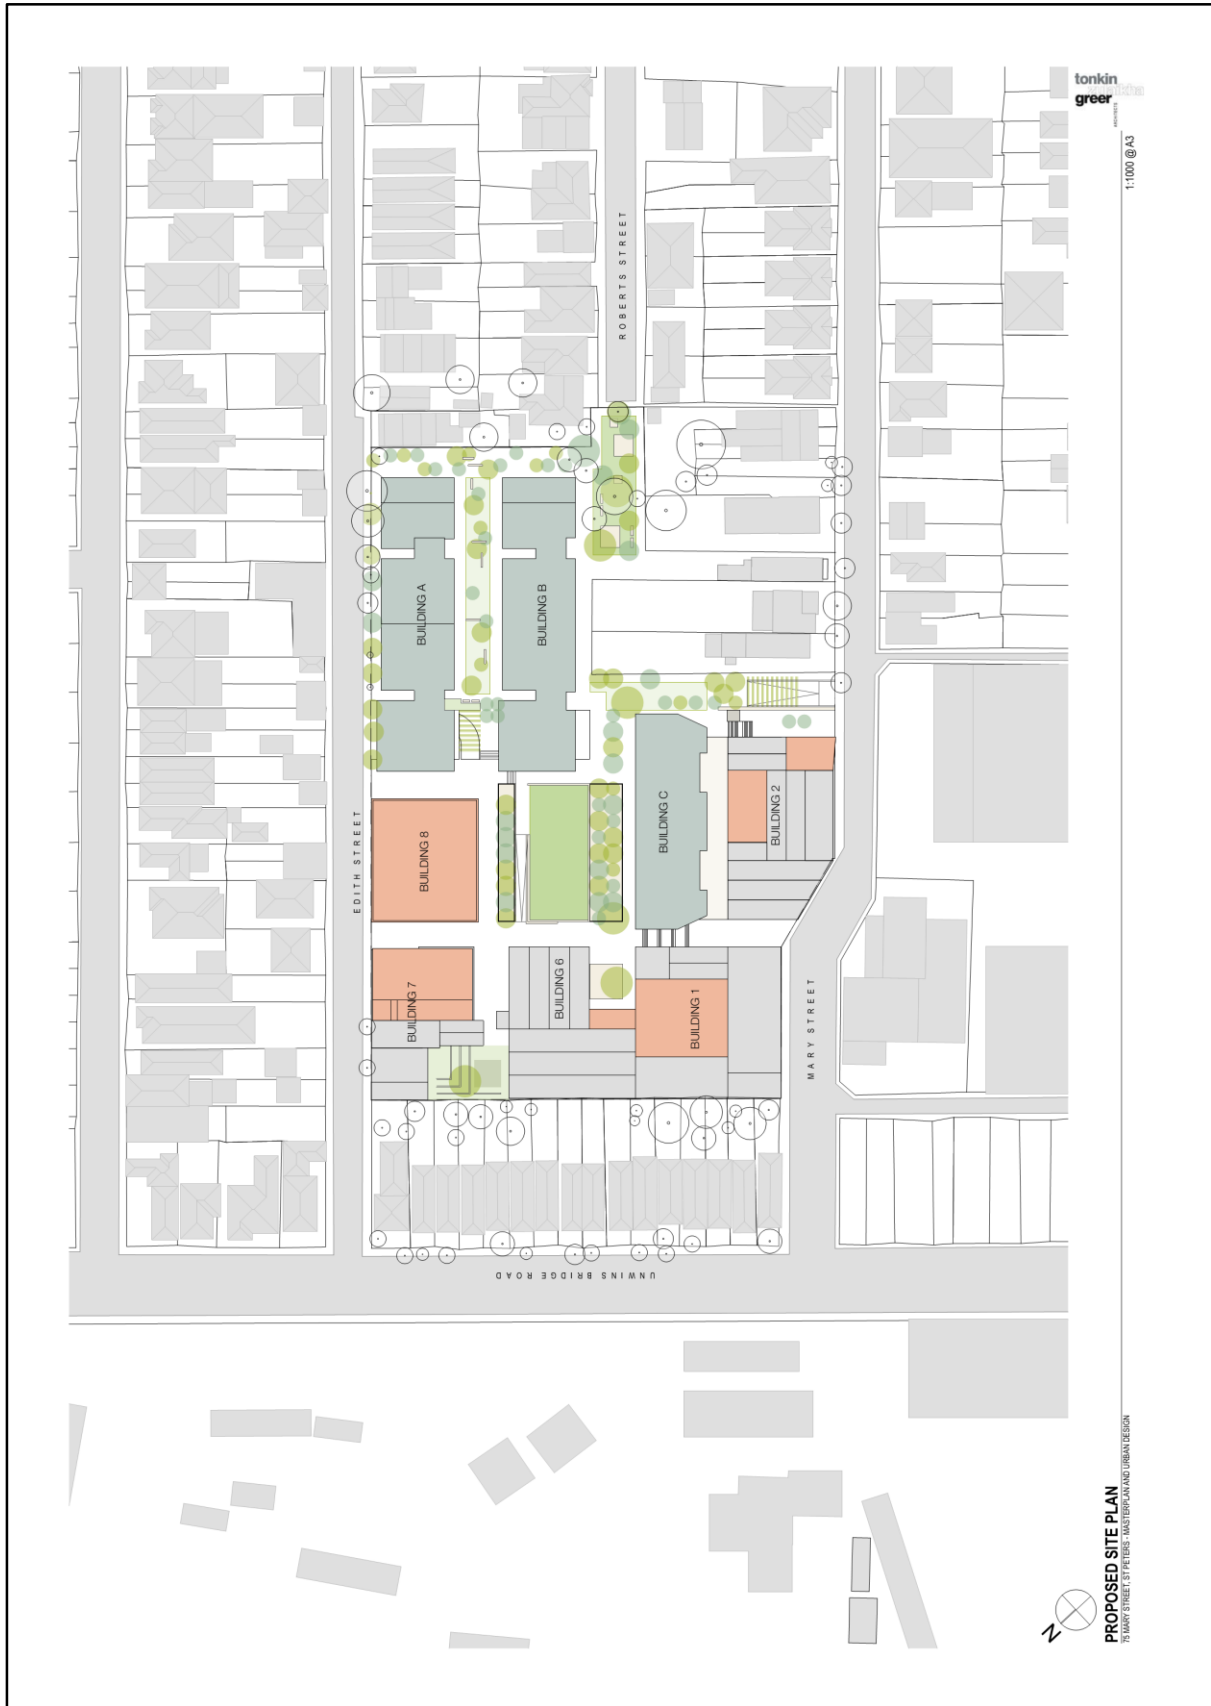 tonkin
zulaikha
greer
ARCHITECTS
1:1000 @ A3
ROBERTS STREET
BUILDING A
BUILDING B
EDITH STREET
BUILDING 8
BUILDING C
BUILDING 2
BUILDING 7
BUILDING 6
BUILDING 1
MARY STREET
UNWINS BRIDGE ROAD
N
PROPOSED SITE PLAN
75 MARY STREET, ST PETERS - MASTERPLAN AND URBAN DESIGN